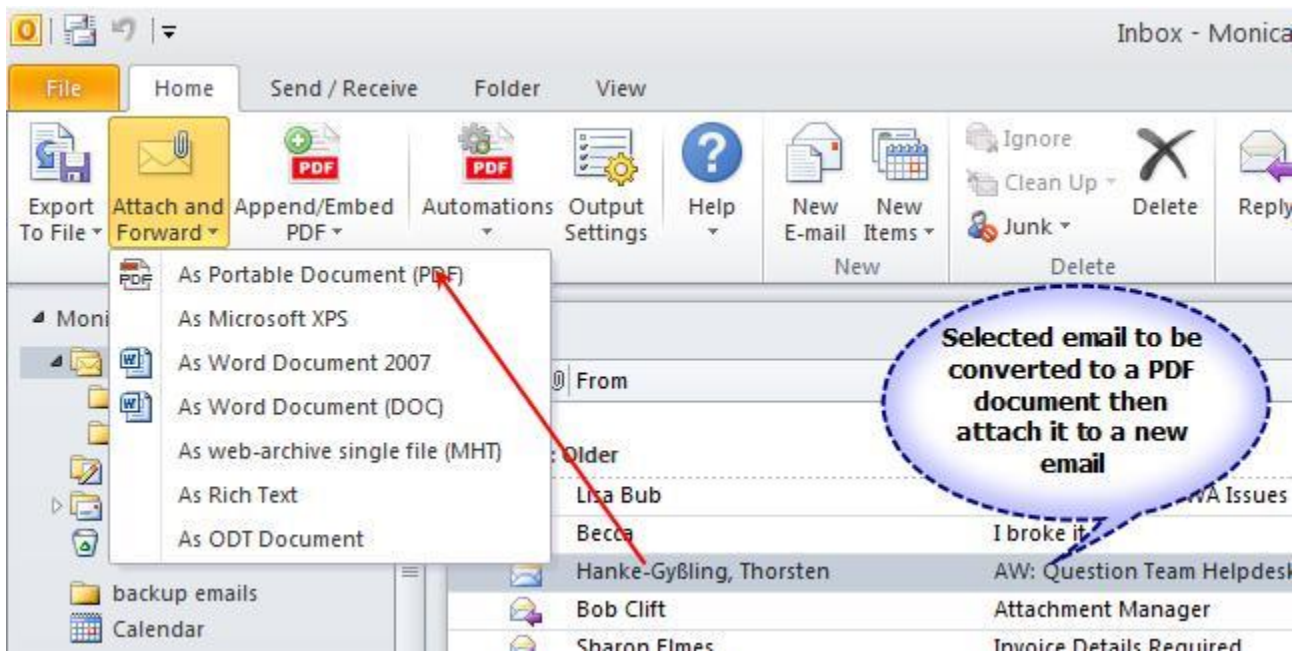 Inbox - Monica
File Home Send / Receive Folder View
Export To File
Attach and Forward
Append/Embed PDF
PDF
Automations
PDF
Output Settings
Help
New E-mail
New Items
New
Ignore
Clean Up
Junk
Delete
Delete
Reply
PDF As Portable Document (PDF)
As Microsoft XPS
As Word Document 2007
As Word Document (DOC)
As web-archive single file (MHT)
As Rich Text
As ODT Document
Moni
backup emails
Calendar
From
: Older
Lisa Bub WA Issues
Becca I broke it
Hanke-Gyßling, Thorsten AW: Question Team Helpdesk
Bob Clift Attachment Manager
Sharon Elmes Invoice Details Required
Selected email to be
converted to a PDF
document then
attach it to a new
email